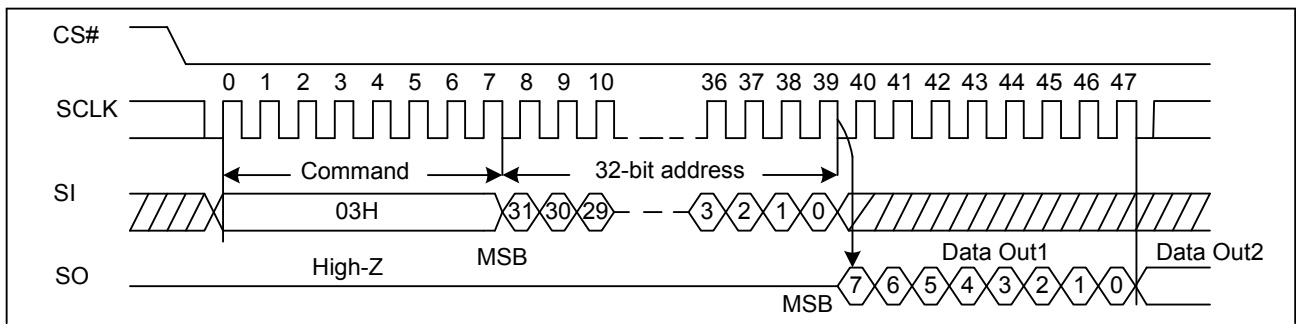 CS#
0 1 2 3 4 5 6 7 8 9 10 36 37 38 39 40 41 42 43 44 45 46 47
SCLK
Command 32-bit address
SI
03H 31 30 29 3 2 1 0
MSB Data Out1 Data Out2
High-Z
SO
7 6 5 4 3 2 1 0
MSB